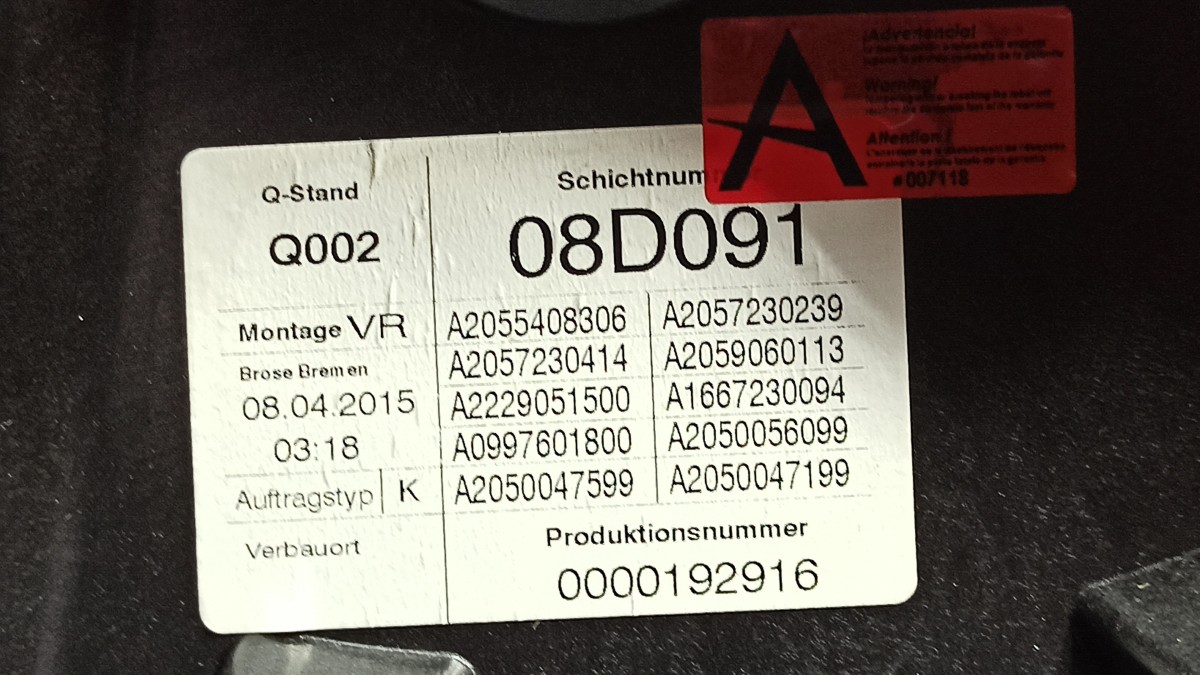 ¡Advertencia!
Warning!
Attention !
#007118
A
Q-Stand
Q002
Schichtnum
08D091
Montage VR
Brose Bremen
08.04.2015
03:18
Auftragstyp K
Verbauort
A2055408306 A2057230239
A2057230414 A2059060113
A2229051500 A1667230094
A0997601800 A2050056099
A2050047599 A2050047199
Produktionsnummer
0000192916